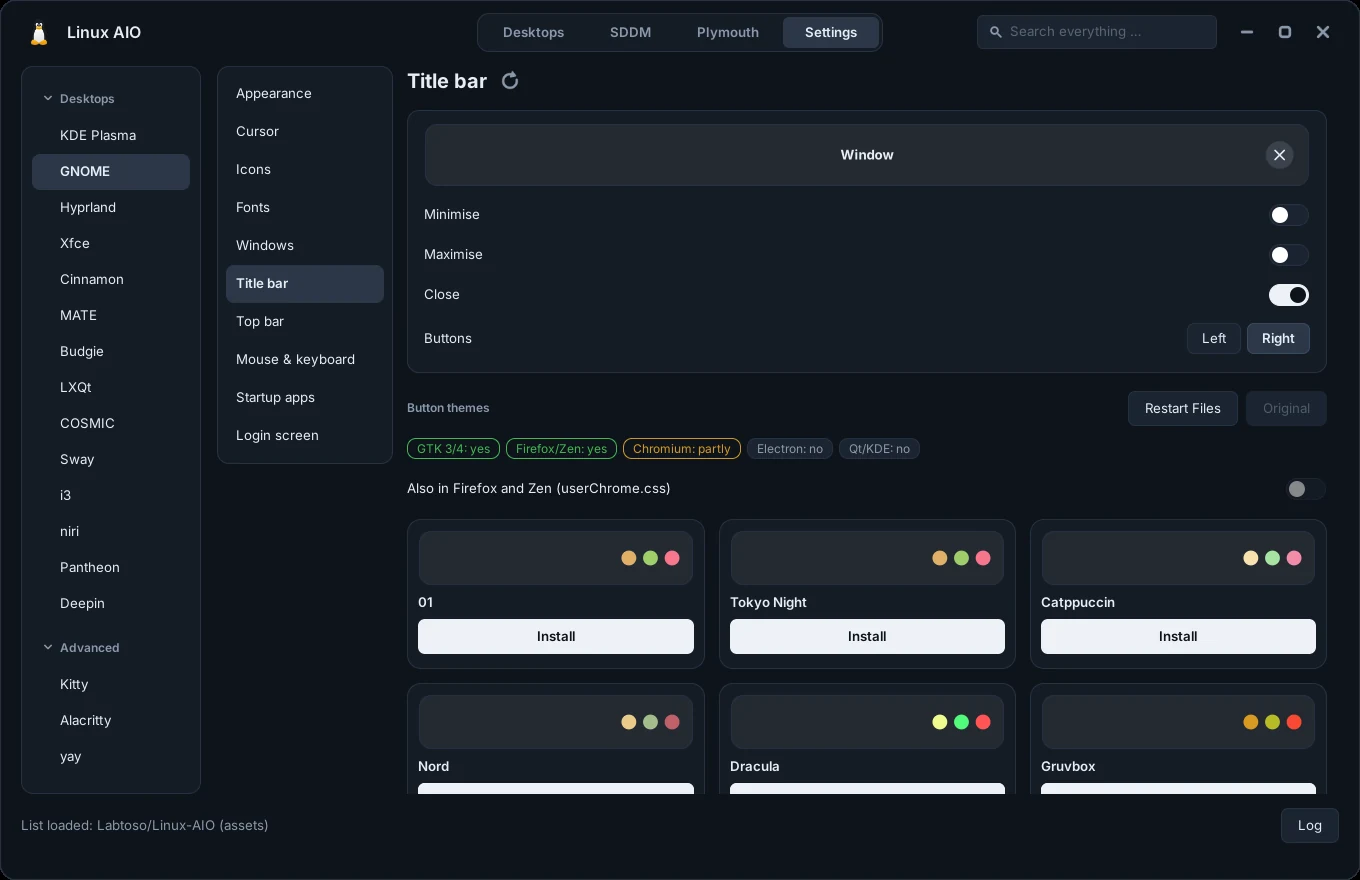 Linux AIO
Desktops
SDDM
Plymouth
Settings
Search everything ...
Desktops
KDE Plasma
GNOME
Hyprland
Xfce
Cinnamon
MATE
Budgie
LXQt
COSMIC
Sway
i3
niri
Pantheon
Deepin
Advanced
Kitty
Alacritty
yay
Appearance
Cursor
Icons
Fonts
Windows
Title bar
Top bar
Mouse & keyboard
Startup apps
Login screen
Title bar
Window
Minimise
Maximise
Close
Buttons
Left
Right
Button themes
Restart Files
Original
GTK 3/4: yes
Firefox/Zen: yes
Chromium: partly
Electron: no
Qt/KDE: no
Also in Firefox and Zen (userChrome.css)
01
Install
Tokyo Night
Install
Catppuccin
Install
Nord
Dracula
Gruvbox
List loaded: Labtoso/Linux-AIO (assets)
Log